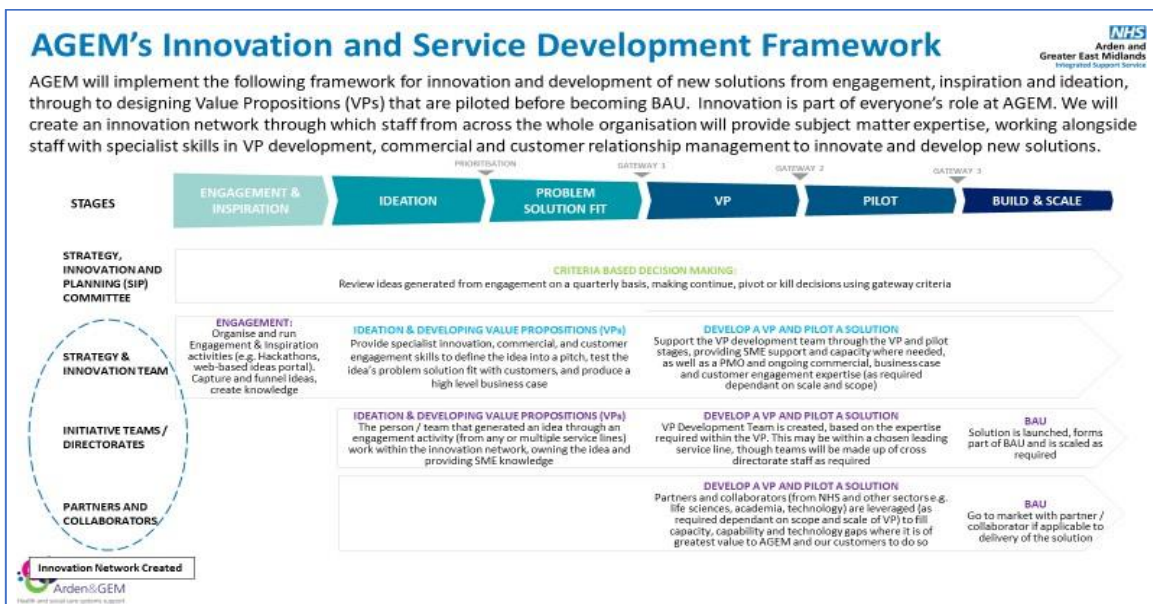 AGEM's Innovation and Service Development Framework
NHS
Arden and
Greater East Midlands
Integrated Support Service
AGEM will implement the following framework for innovation and development of new solutions from engagement, inspiration and ideation,
through to designing Value Propositions (VPs) that are piloted before becoming BAU. Innovation is part of everyone's role at AGEM. We will
create an innovation network through which staff from across the whole organisation will provide subject matter expertise, working alongside
staff with specialist skills in VP development, commercial and customer relationship management to innovate and develop new solutions.
PRIORITISATION
GATEWAY 1
GATEWAY 2
GATEWAY 3
STAGES
ENGAGEMENT &
INSPIRATION
IDEATION
PROBLEM
SOLUTION FIT
VP
PILOT
BUILD & SCALE
STRATEGY,
INNOVATION AND
PLANNING (SIP)
COMMITTEE
CRITERIA BASED DECISION MAKING:
Review ideas generated from engagement on a quarterly basis, making continue, pivot or kill decisions using gateway criteria
STRATEGY &
INNOVATION TEAM
ENGAGEMENT:
Organise and run
Engagement & Inspiration
activities (e.g. Hackathons,
web-based ideas portal).
Capture and funnel ideas,
create knowledge
IDEATION & DEVELOPING VALUE PROPOSITIONS (VPs)
Provide specialist innovation, commercial, and customer
engagement skills to define the idea into a pitch, test the
idea's problem solution fit with customers, and produce a
high level business case
DEVELOP A VP AND PILOT A SOLUTION
Support the VP development team through the VP and pilot
stages, providing SME support and capacity where needed,
as well as a PMO and ongoing commercial, business case
and customer engagement expertise (as required
dependant on scale and scope)
INITIATIVE TEAMS /
DIRECTORATES
IDEATION & DEVELOPING VALUE PROPOSITIONS (VPs)
The person / team that generated an idea through an
engagement activity (from any or multiple service lines)
work within the innovation network, owning the idea and
providing SME knowledge
DEVELOP A VP AND PILOT A SOLUTION
VP Development Team is created, based on the expertise
required within the VP. This may be within a chosen leading
service line, though teams will be made up of cross
directorate staff as required
BAU
Solution is launched, forms
part of BAU and is scaled as
required
PARTNERS AND
COLLABORATORS
DEVELOP A VP AND PILOT A SOLUTION
Partners and collaborators (from NHS and other sectors e.g.
life sciences, academia, technology) are leveraged (as
required dependant on scope and scale of VP) to fill
capacity, capability and technology gaps where it is of
greatest value to AGEM and our customers to do so
BAU
Go to market with partner /
collaborator if applicable to
delivery of the solution
Innovation Network Created
Arden&GEM
Health and social care systems support